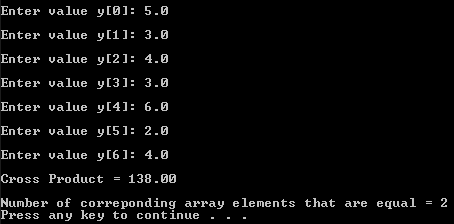 Enter value y[0]: 5.0
Enter value y[1]: 3.0
Enter value y[2]: 4.0
Enter value y[3]: 3.0
Enter value y[4]: 6.0
Enter value y[5]: 2.0
Enter value y[6]: 4.0
Cross Product = 138.00
Number of correponding array elements that are equal = 2
Press any key to continue . . .